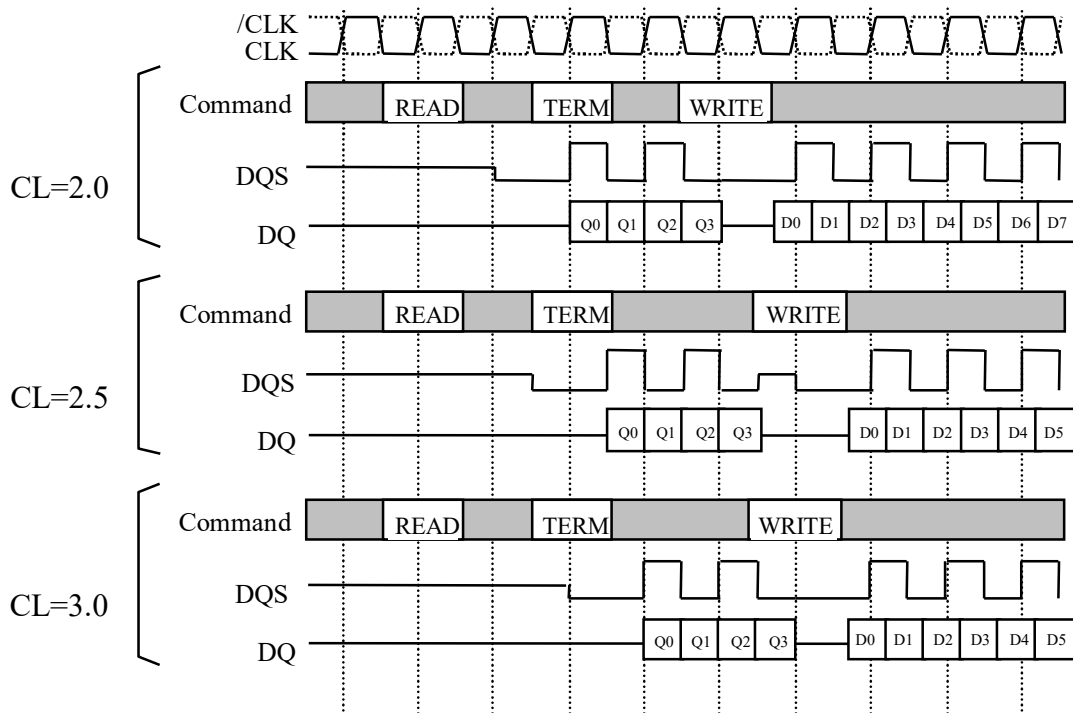 /CLK
CLK
Command READ TERM WRITE
DQS
CL=2.0
DQ Q0 Q1 Q2 Q3 D0 D1 D2 D3 D4 D5 D6 D7
Command READ TERM WRITE
DQS
CL=2.5
DQ Q0 Q1 Q2 Q3 D0 D1 D2 D3 D4 D5
Command READ TERM WRITE
DQS
CL=3.0
DQ Q0 Q1 Q2 Q3 D0 D1 D2 D3 D4 D5